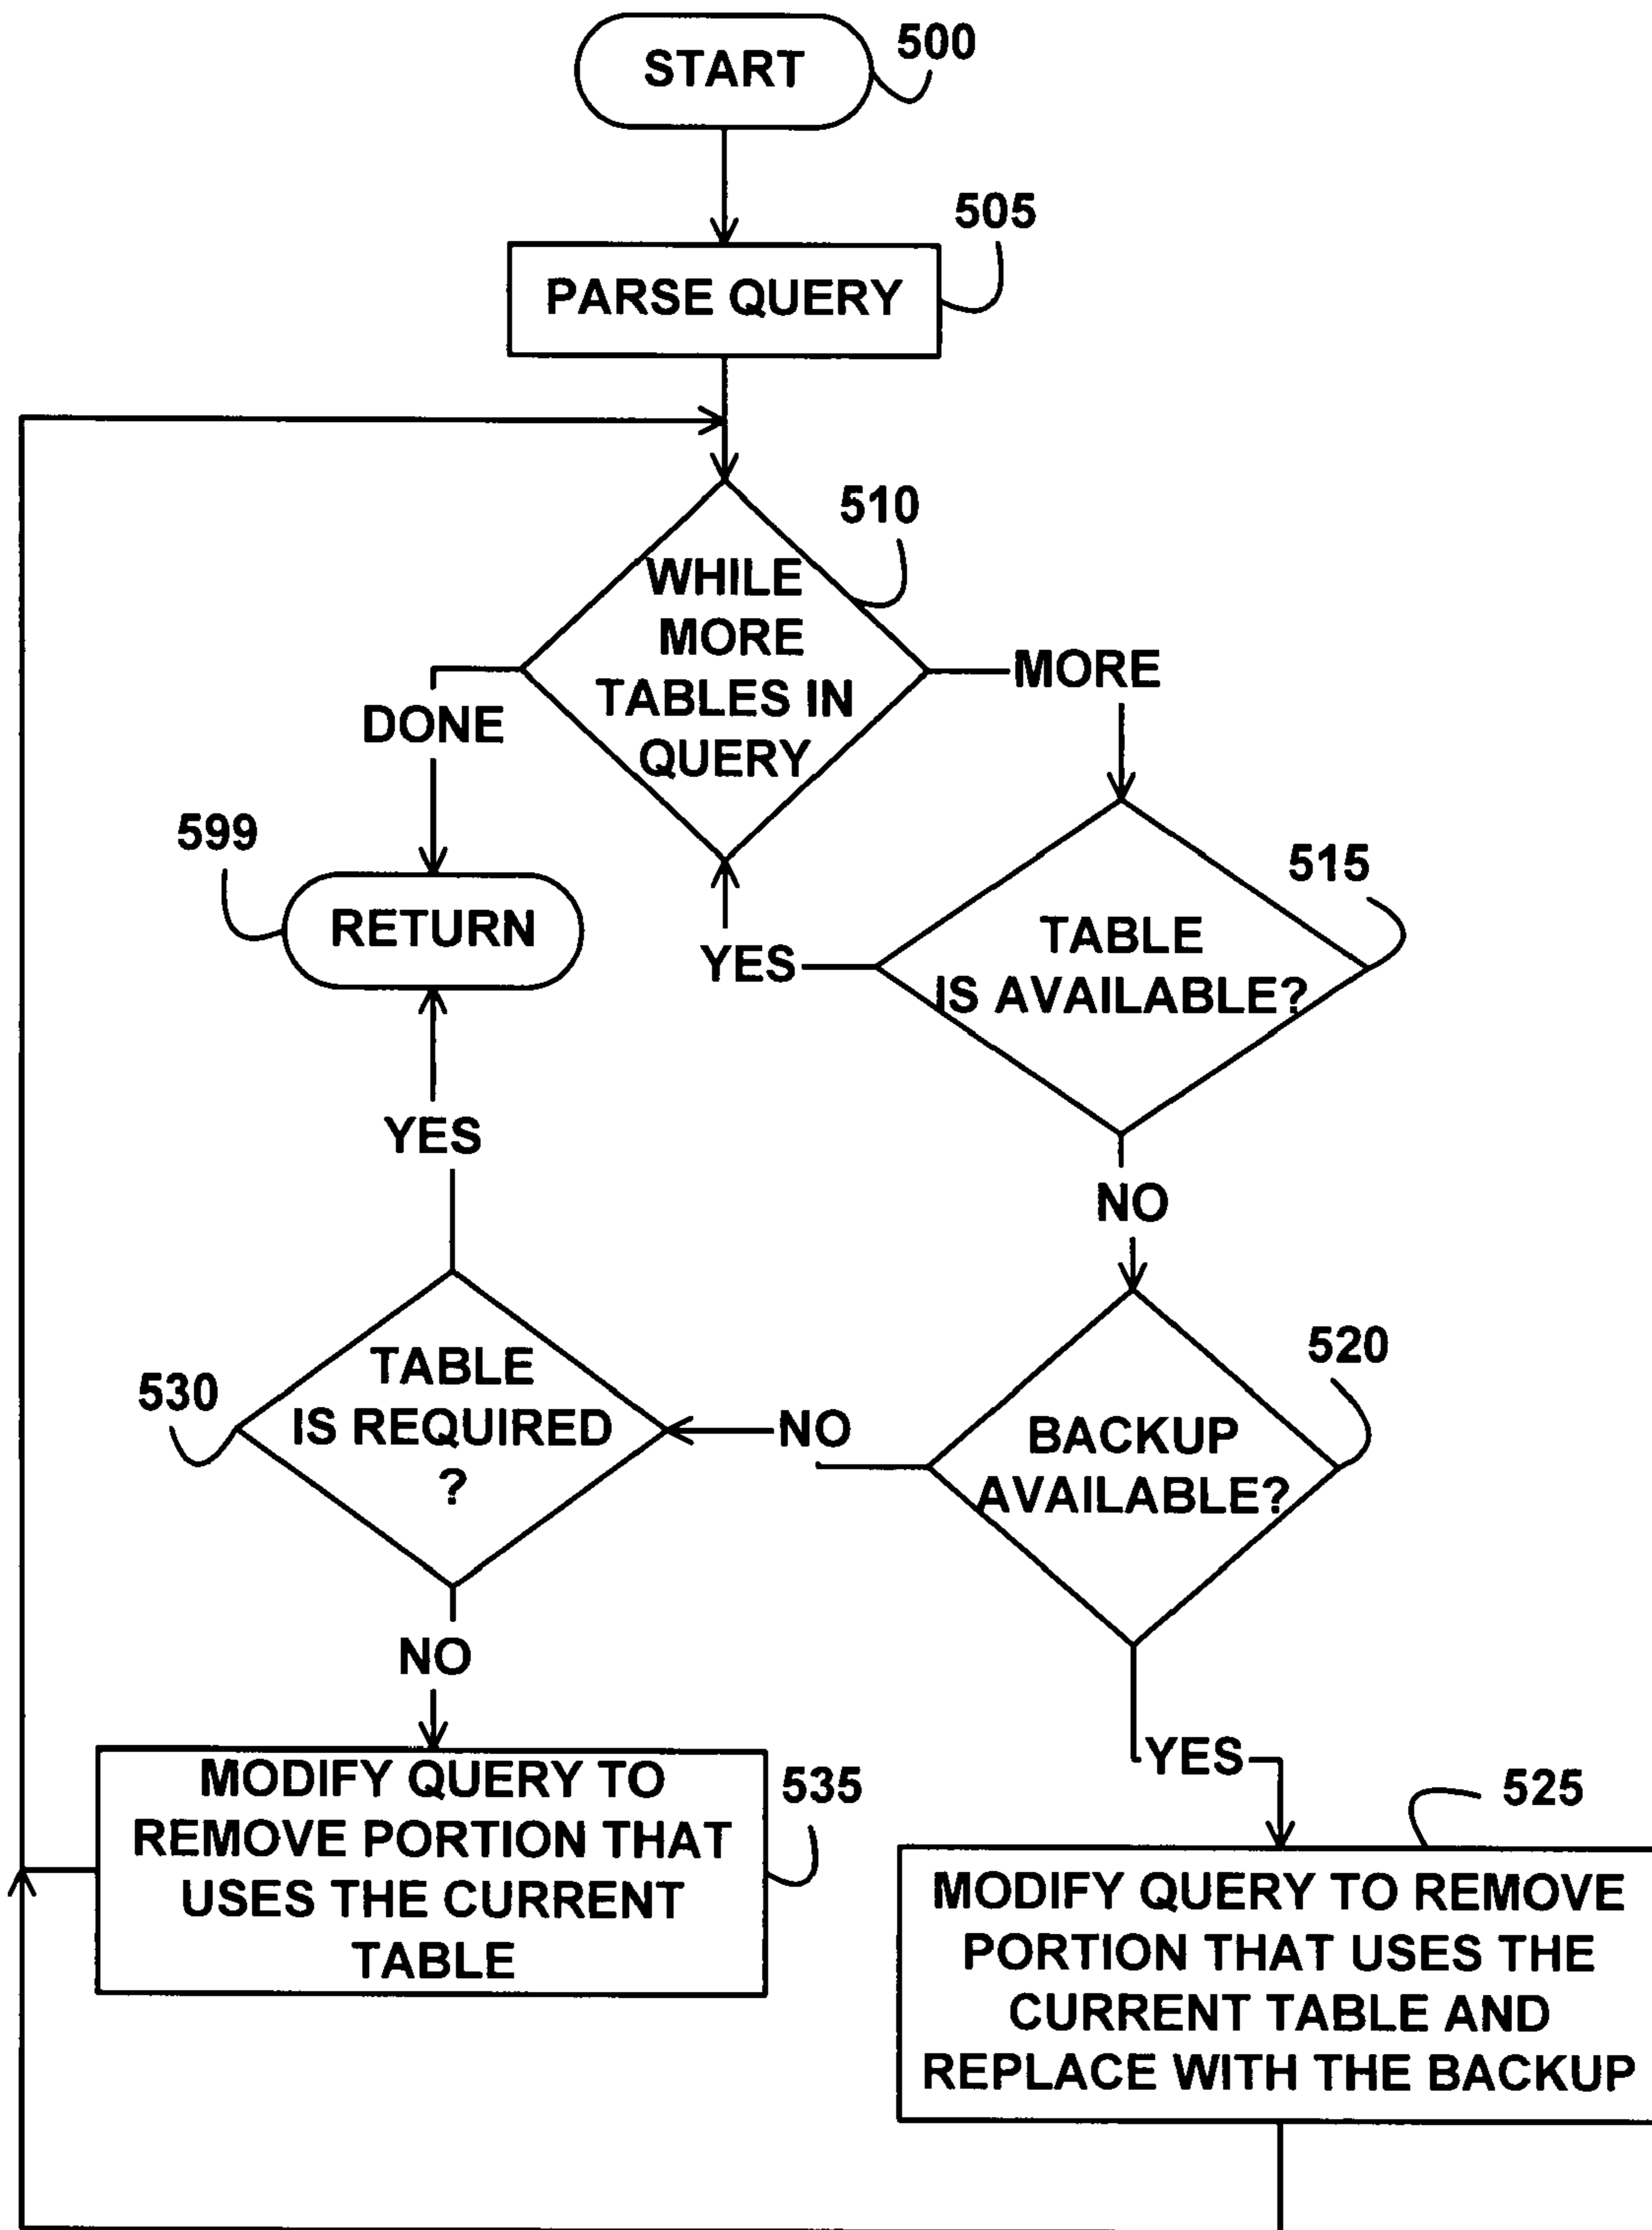 START
500
505
PARSE QUERY
510
WHILE
MORE
TABLES IN
QUERY
MORE
DONE
599
RETURN
515
TABLE
IS AVAILABLE?
YES
YES
NO
TABLE
IS REQUIRED
?
530
520
BACKUP
AVAILABLE?
NO
NO
YES
MODIFY QUERY TO
REMOVE PORTION THAT
USES THE CURRENT
TABLE
535
525
MODIFY QUERY TO REMOVE
PORTION THAT USES THE
CURRENT TABLE AND
REPLACE WITH THE BACKUP